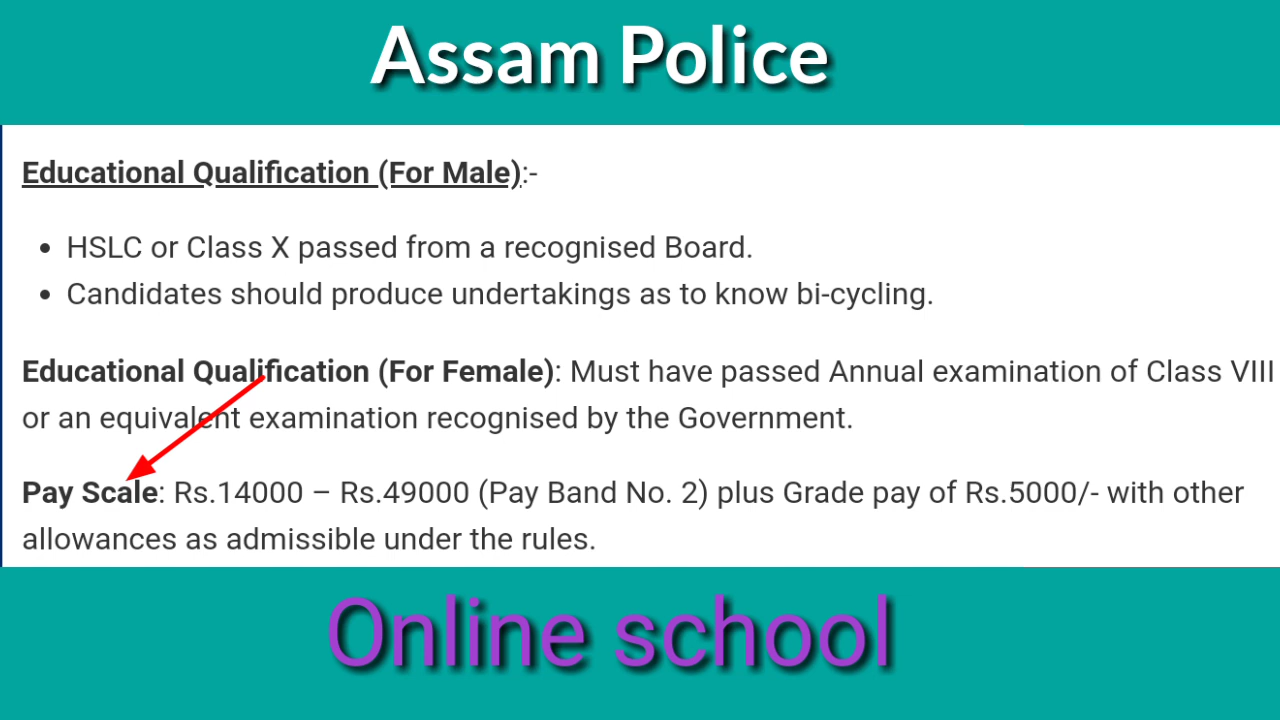 Assam Police
Educational Qualification (For Male):-
• HSLC or Class X passed from a recognised Board.
• Candidates should produce undertakings as to know bi-cycling.
Educational Qualification (For Female): Must have passed Annual examination of Class VIII
or an equivalent examination recognised by the Government.
Pay Scale: Rs.14000 – Rs.49000 (Pay Band No. 2) plus Grade pay of Rs.5000/- with other
allowances as admissible under the rules.
Online school